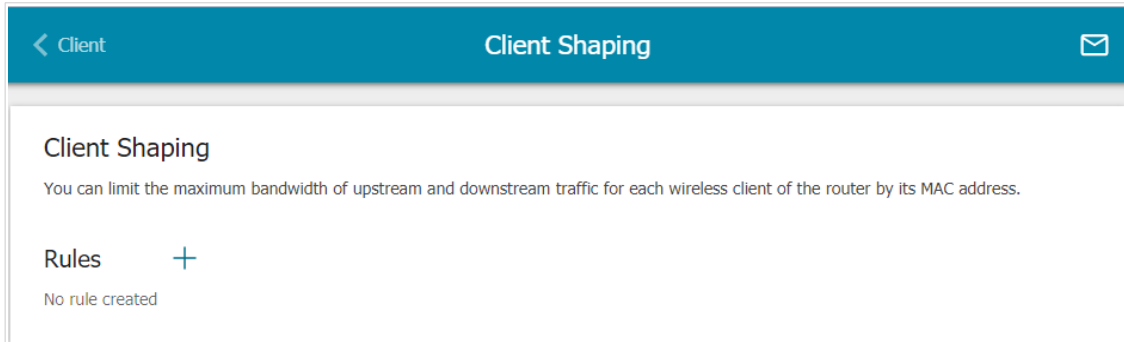 Client
Client Shaping
Client Shaping
You can limit the maximum bandwidth of upstream and downstream traffic for each wireless client of the router by its MAC address.
Rules
No rule created